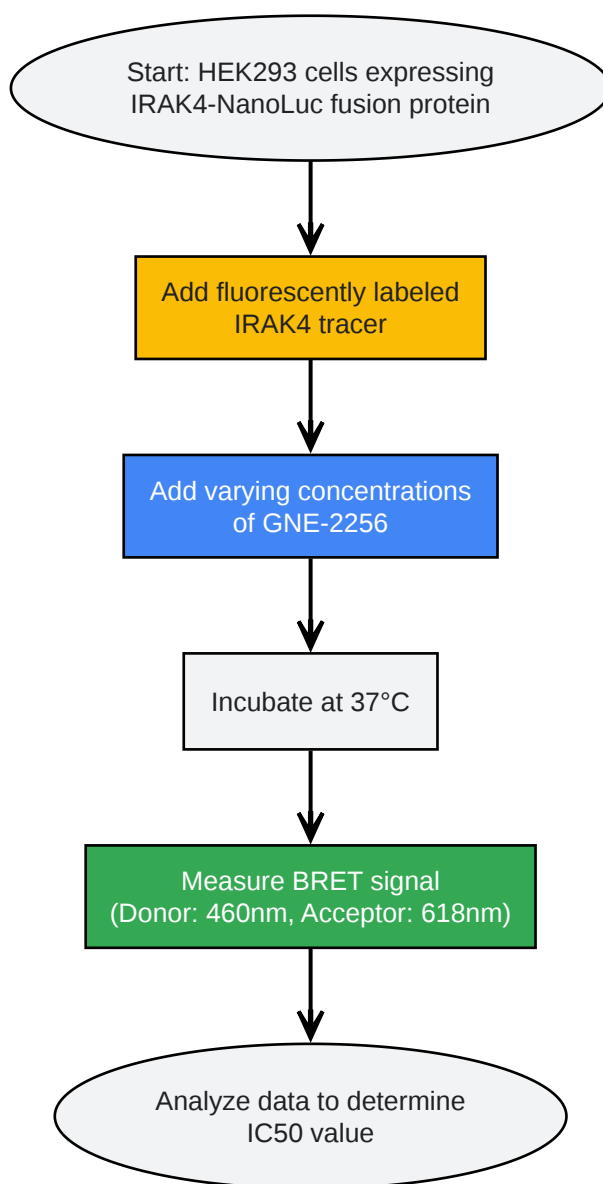 Start: HEK293 cells expressing
IRAK4-NanoLuc fusion protein
Add fluorescently labeled
IRAK4 tracer
Add varying concentrations
of GNE-2256
Incubate at 37°C
Measure BRET signal
(Donor: 460nm, Acceptor: 618nm)
Analyze data to determine
IC50 value